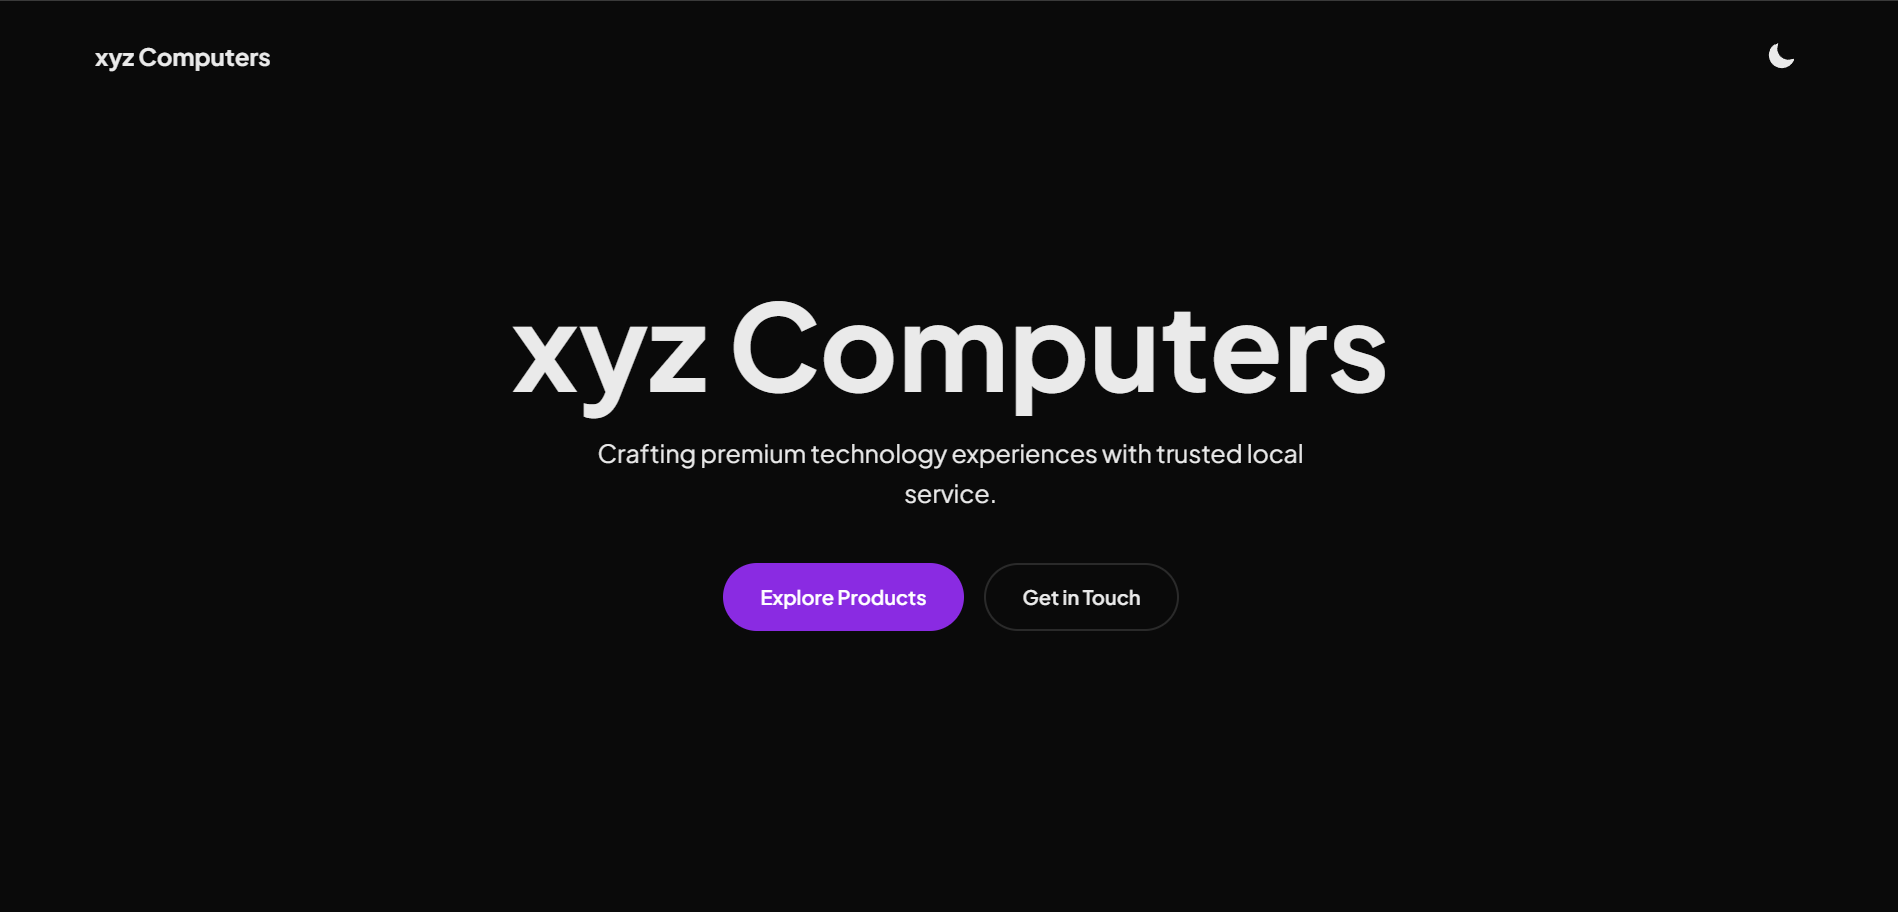 xyz Computers
xyz Computers
Crafting premium technology experiences with trusted local
service.
Explore Products
Get in Touch